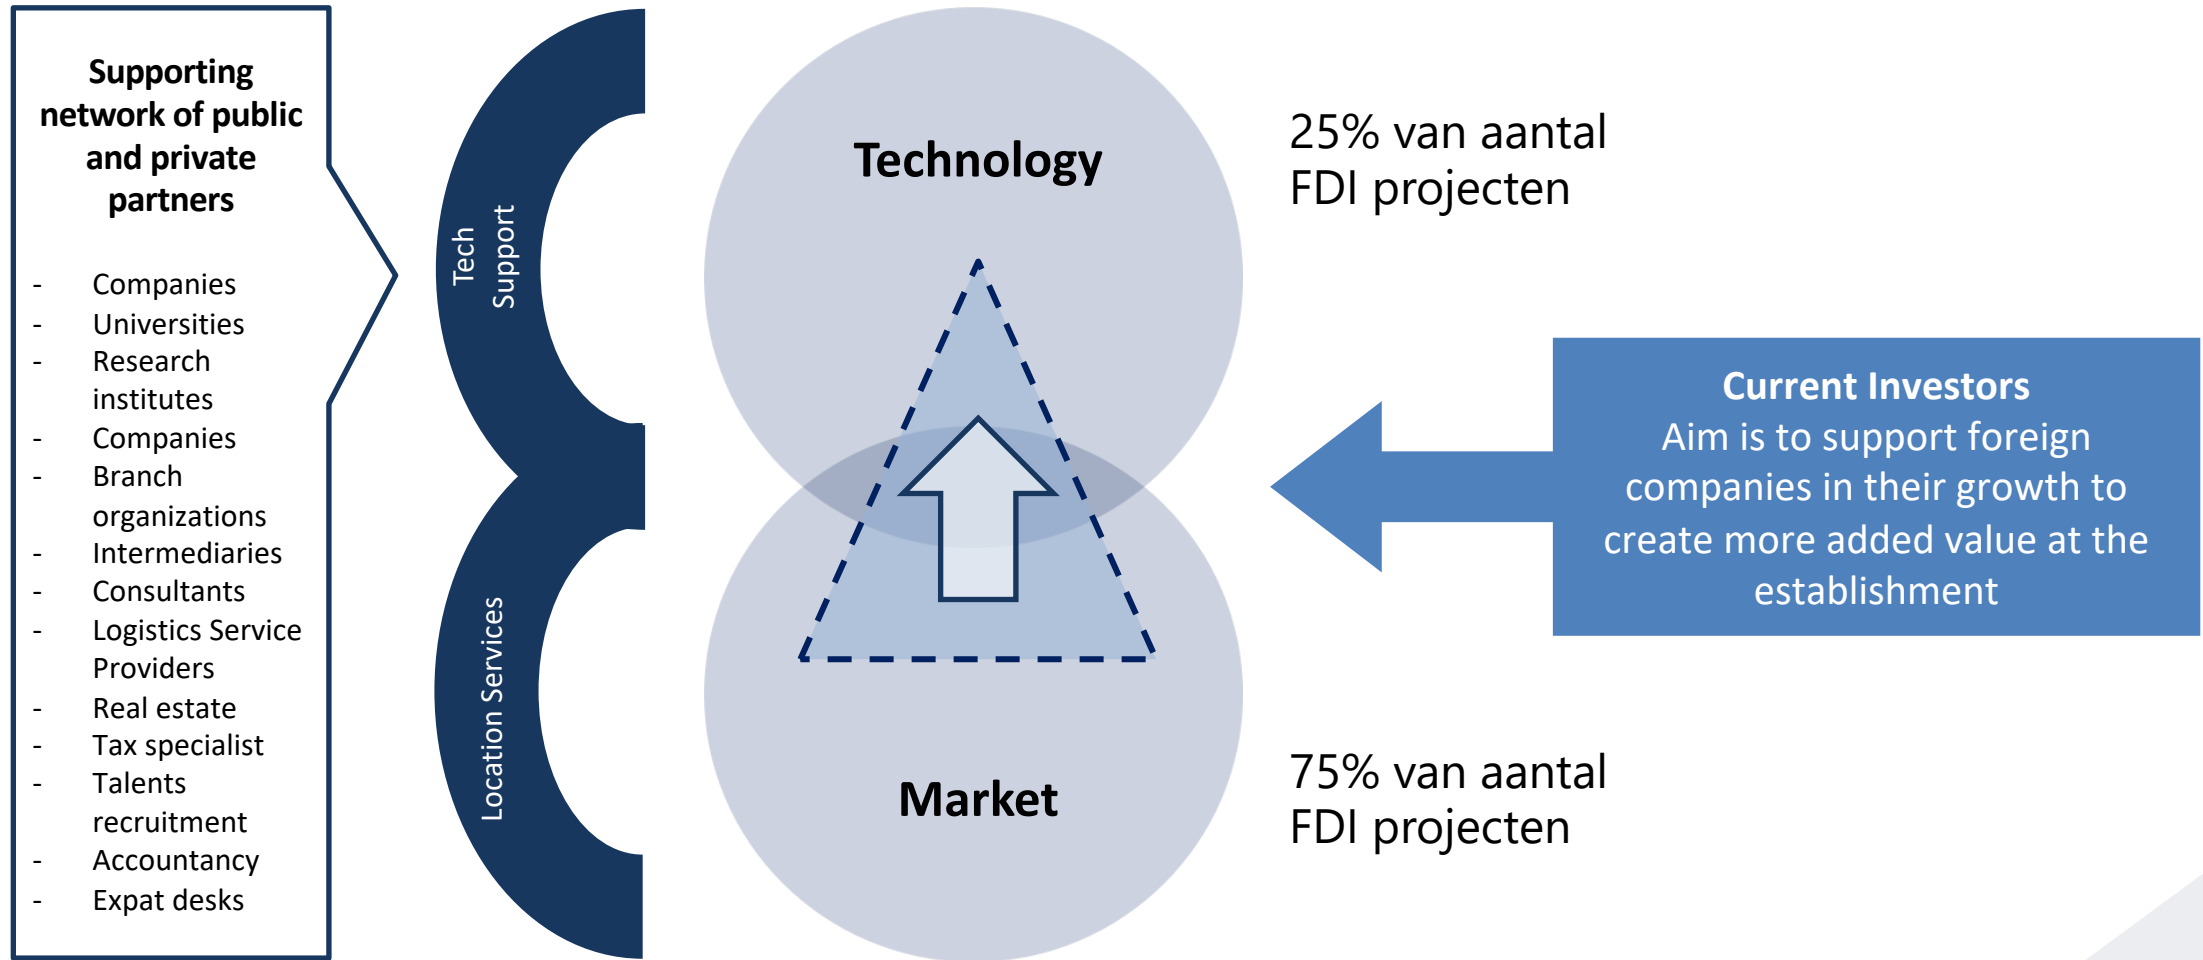 Supporting
network of public
and private
partners
- Companies
- Universities
- Research
institutes
- Companies
- Branch
organizations
- Intermediaries
- Consultants
- Logistics Service
Providers
- Real estate
- Tax specialist
- Talents
recruitment
- Accountancy
- Expat desks
Tech
Support
Location Services
Technology
Market
25% van aantal
FDI projecten
75% van aantal
FDI projecten
Current Investors
Aim is to support foreign
companies in their growth to
create more added value at the
establishment